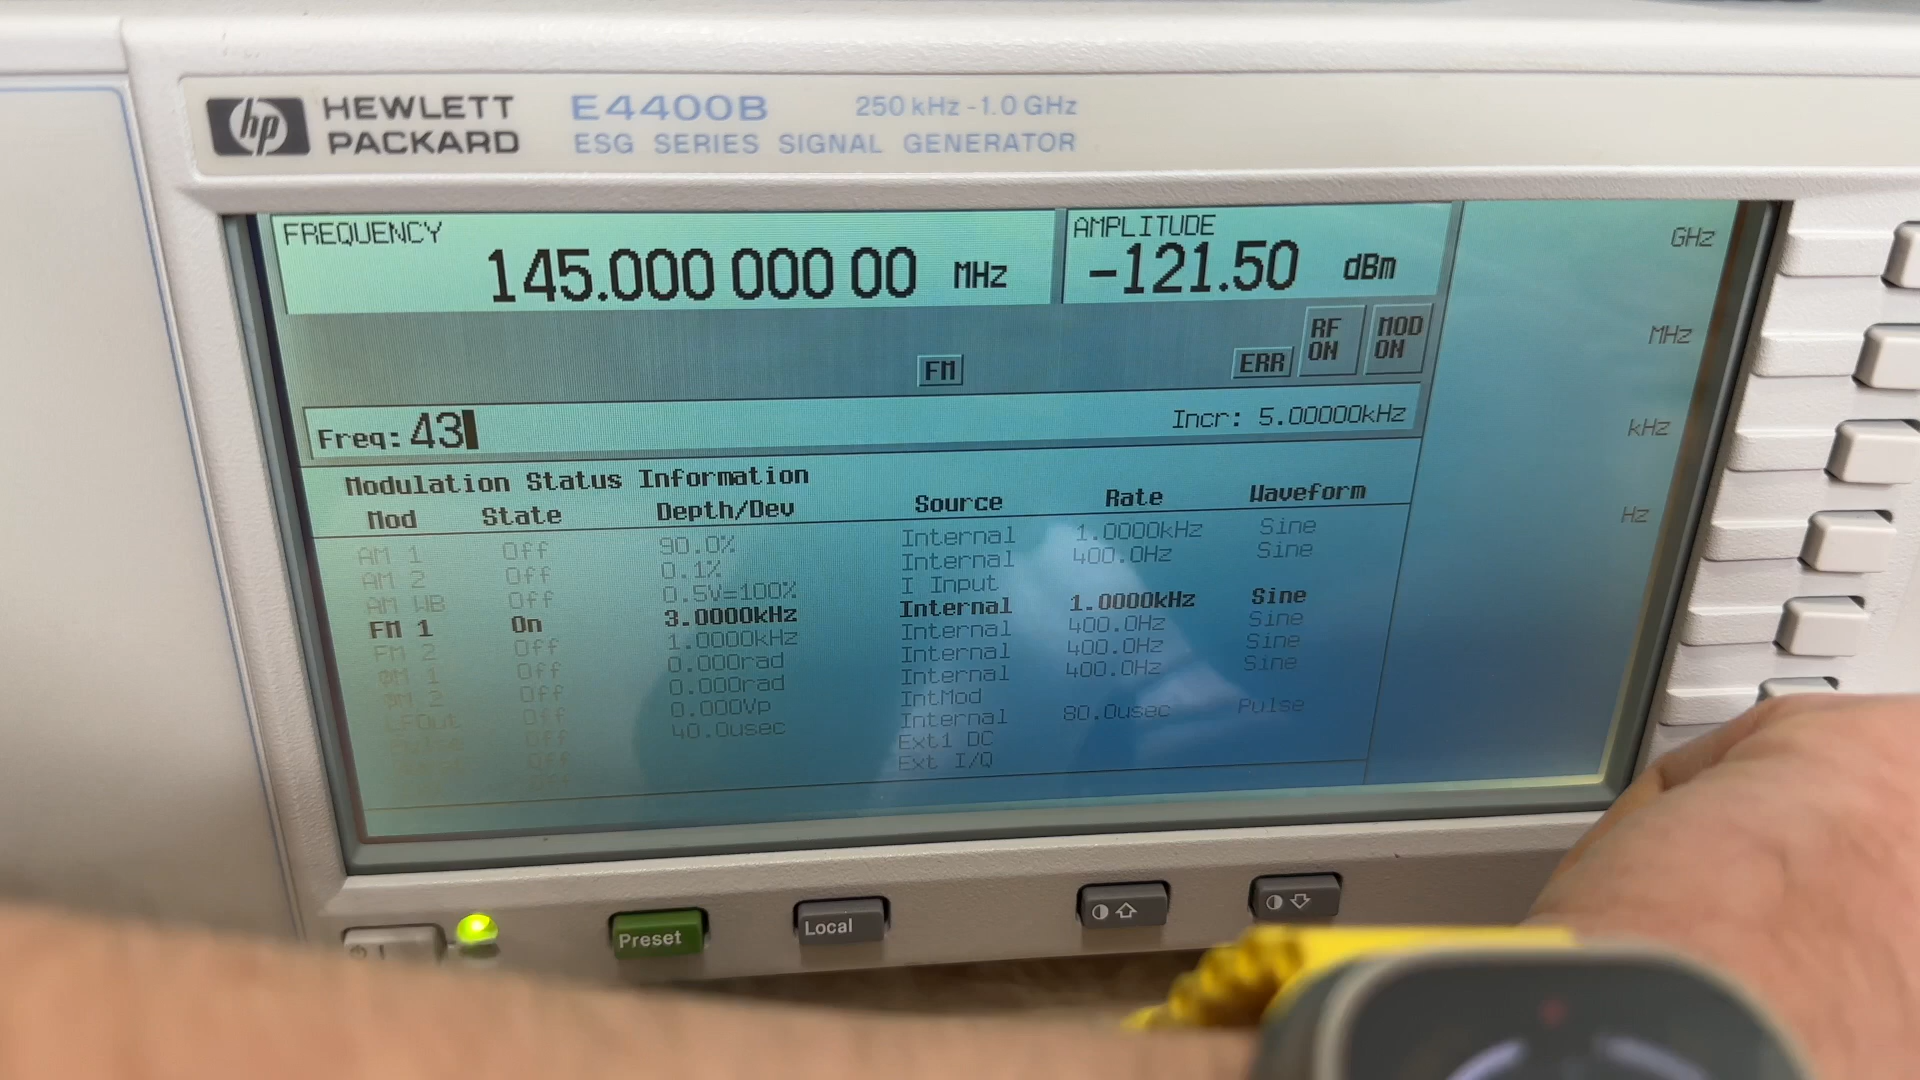 hp HEWLETT PACKARD
E4400B 250 kHz - 1.0 GHz
ESG SERIES SIGNAL GENERATOR
FREQUENCY
145.000 000 00 MHz
AMPLITUDE
-121.50 dBm
GHz
MHz
kHz
Hz
FM
ERR
RF ON
MOD ON
Freq: 43
Incr: 5.00000kHz
Modulation Status Information
Mod State Depth/Dev Source Rate Waveform
AM 1 Off 90.0% Internal 1.0000kHz Sine
AM 2 Off 0.1% Internal 400.0Hz Sine
AM WB Off 0.5V=100% I Input
FM 1 On 3.0000kHz Internal 1.0000kHz Sine
FM 2 Off 1.0000kHz Internal 400.0Hz Sine
ΦM 1 Off 0.000rad Internal 400.0Hz Sine
ΦM 2 Off 0.000rad Internal 400.0Hz Sine
LFOut Off 0.000Vp IntMod
Pulse Off 40.0usec Internal 80.0usec Pulse
Off Ext1 DC
Ext I/Q
Preset
Local